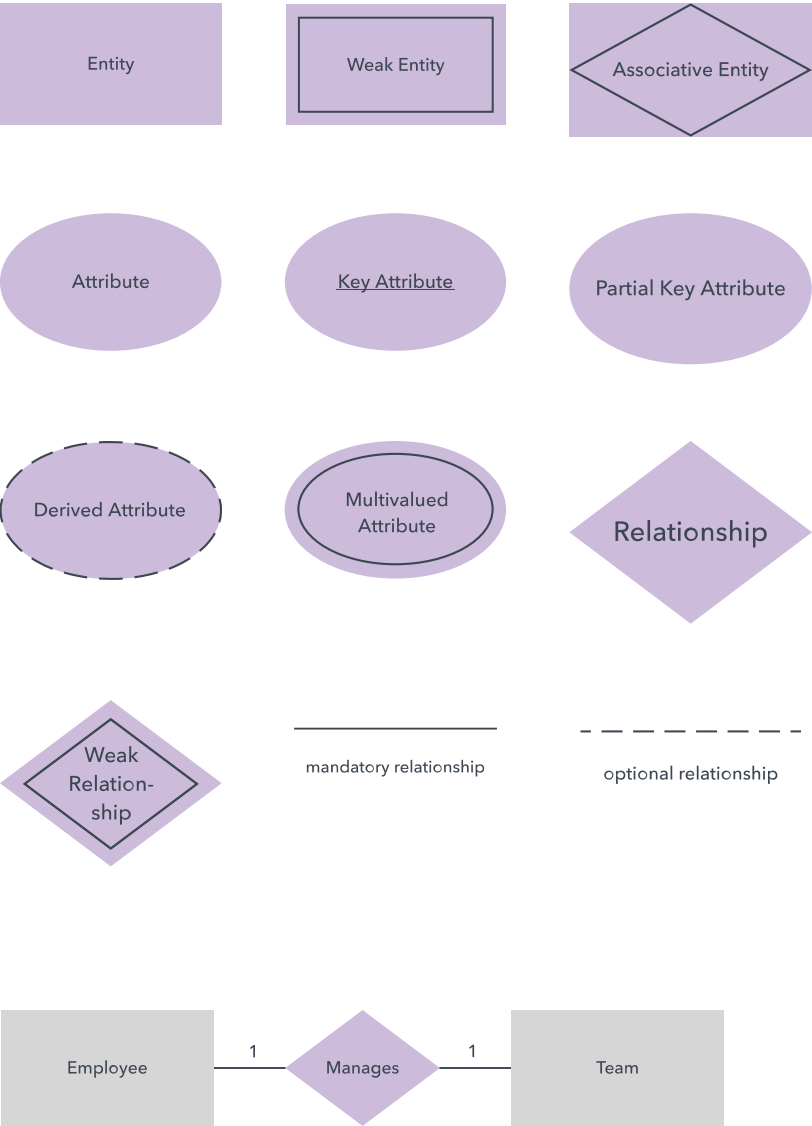 Entity
Weak Entity
Associative Entity
Attribute
Key Attribute
Partial Key Attribute
Derived Attribute
Multivalued
Attribute
Relationship
Weak
Relation-
ship
mandatory relationship
optional relationship
Employee
1
Manages
1
Team